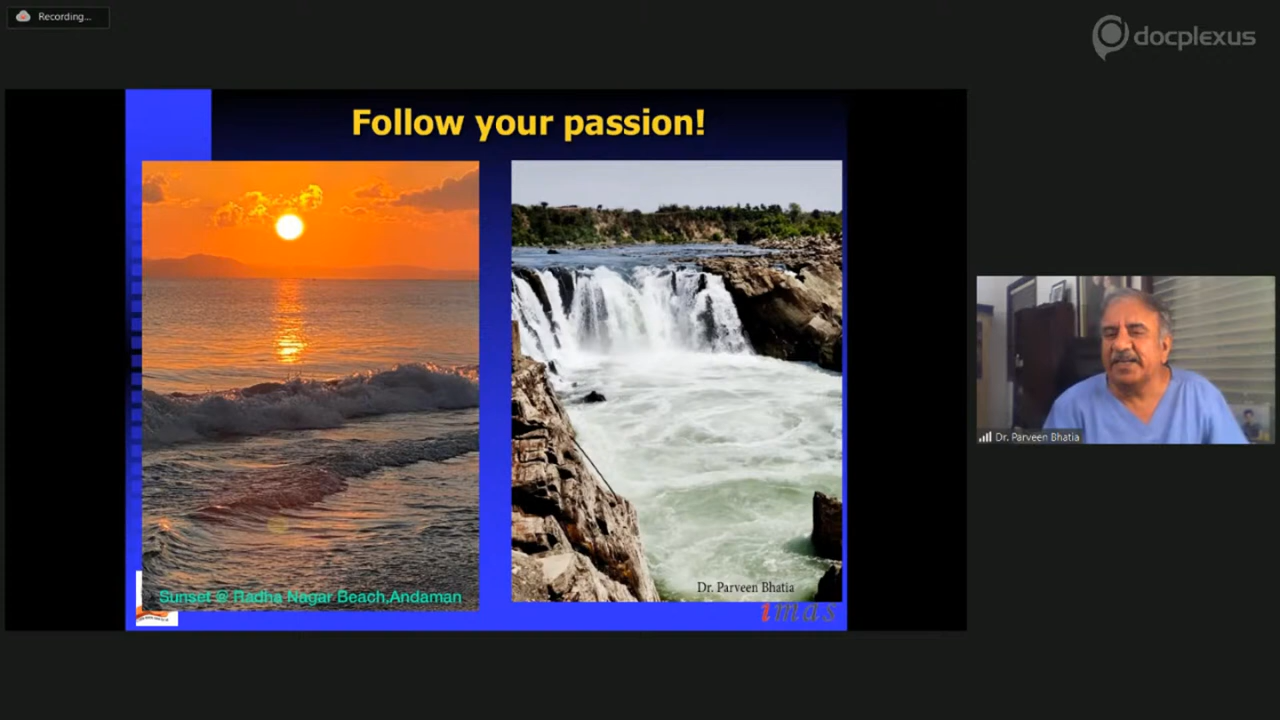 Recording...
docplexus
Follow your passion!
Sunset @ Radha Nagar Beach,Andaman
Dr. Parveen Bhatia
imas
Dr. Parveen Bhatia